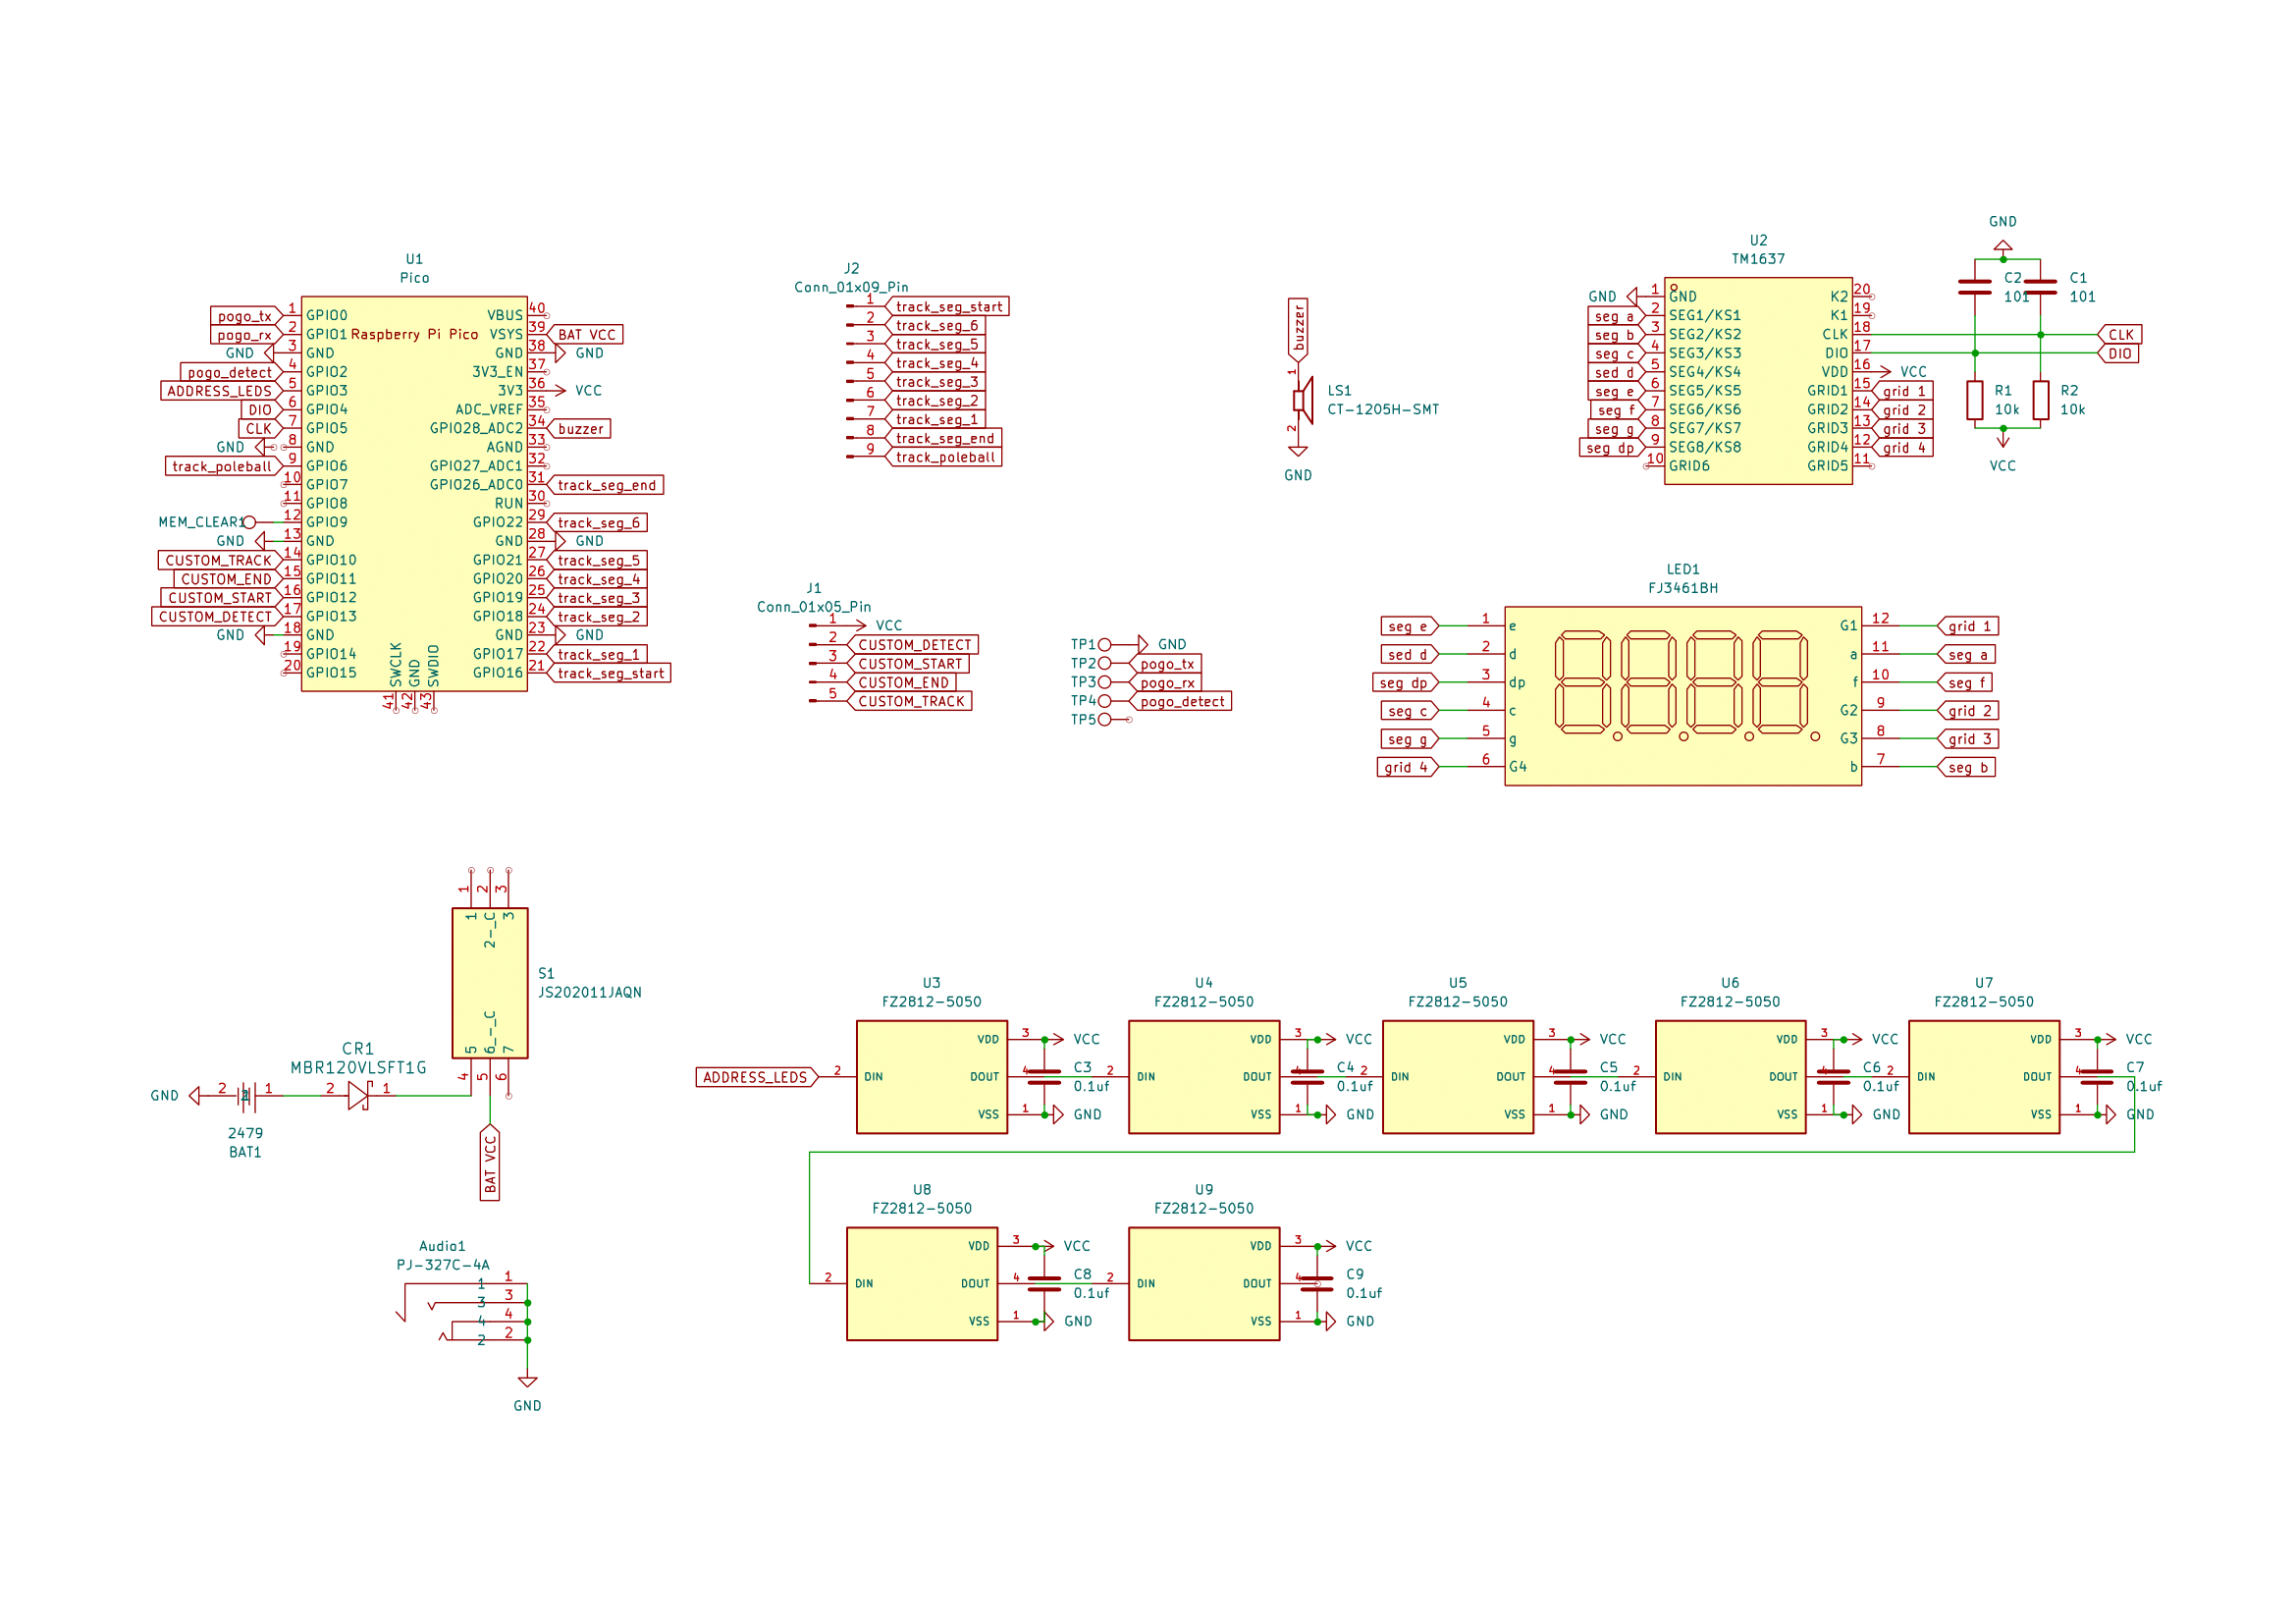 U1
Pico
Raspberry Pi Pico
pogo_tx 1 GPIO0
pogo_rx 2 GPIO1
GND 3 GND
pogo_detect 4 GPIO2
ADDRESS_LEDS 5 GPIO3
DIO 6 GPIO4
CLK 7 GPIO5
GND 8 GND
track_poleball 9 GPIO6
10 GPIO7
11 GPIO8
MEM_CLEAR1 12 GPIO9
GND 13 GND
CUSTOM_TRACK 14 GPIO10
CUSTOM_END 15 GPIO11
CUSTOM_START 16 GPIO12
CUSTOM_DETECT 17 GPIO13
GND 18 GND
19 GPIO14
20 GPIO15
VBUS 40
VSYS 39 BAT VCC
GND 38 GND
3V3_EN 37
3V3 36 VCC
ADC_VREF 35
GPIO28_ADC2 34 buzzer
AGND 33
GPIO27_ADC1 32
GPIO26_ADC0 31 track_seg_end
RUN 30
GPIO22 29 track_seg_6
GND 28 GND
GPIO21 27 track_seg_5
GPIO20 26 track_seg_4
GPIO19 25 track_seg_3
GPIO18 24 track_seg_2
GND 23 GND
GPIO17 22 track_seg_1
GPIO16 21 track_seg_start
SWCLK 41
GND 42
SWDIO 43
J2
Conn_01x09_Pin
1 track_seg_start
2 track_seg_6
3 track_seg_5
4 track_seg_4
5 track_seg_3
6 track_seg_2
7 track_seg_1
8 track_seg_end
9 track_poleball
J1
Conn_01x05_Pin
1 VCC
2 CUSTOM_DETECT
3 CUSTOM_START
4 CUSTOM_END
5 CUSTOM_TRACK
TP1 GND
TP2 pogo_tx
TP3 pogo_rx
TP4 pogo_detect
TP5
buzzer
1
LS1
CT-1205H-SMT
2
GND
U2
TM1637
GND 1 GND
seg a 2 SEG1/KS1
seg b 3 SEG2/KS2
seg c 4 SEG3/KS3
sed d 5 SEG4/KS4
seg e 6 SEG5/KS5
seg f 7 SEG6/KS6
seg g 8 SEG7/KS7
seg dp 9 SEG8/KS8
10 GRID6
K2 20
K1 19
CLK 18 CLK
DIO 17 DIO
VDD 16 VCC
GRID1 15 grid 1
GRID2 14 grid 2
GRID3 13 grid 3
GRID4 12 grid 4
GRID5 11
GND
C2
101
C1
101
R1
10k
R2
10k
VCC
LED1
FJ3461BH
seg e 1 e
sed d 2 d
seg dp 3 dp
seg c 4 c
seg g 5 g
grid 4 6 G4
G1 12 grid 1
a 11 seg a
f 10 seg f
G2 9 grid 2
G3 8 grid 3
b 7 seg b
1 2 3
1 2-_C 3
S1
JS202011JAQN
5 6_-_C 7
4 5 6
BAT VCC
CR1
MBR120VLSFT1G
2 1
GND 2 1
2479
BAT1
Audio1
PJ-327C-4A
1 1
3 3
4 4
2 2
GND
U3
FZ2812-5050
ADDRESS_LEDS 2 DIN
VDD 3 VCC
DOUT 4
VSS 1 GND
C3
0.1uf
U4
FZ2812-5050
2 DIN
VDD 3 VCC
DOUT 4
VSS 1 GND
C4
0.1uf
U5
FZ2812-5050
2 DIN
VDD 3 VCC
DOUT 4
VSS 1 GND
C5
0.1uf
U6
FZ2812-5050
2 DIN
VDD 3 VCC
DOUT 4
VSS 1 GND
C6
0.1uf
U7
FZ2812-5050
2 DIN
VDD 3 VCC
DOUT 4
VSS 1 GND
C7
0.1uf
U8
FZ2812-5050
2 DIN
VDD 3 VCC
DOUT 4
VSS 1 GND
C8
0.1uf
U9
FZ2812-5050
2 DIN
VDD 3 VCC
DOUT 4
VSS 1 GND
C9
0.1uf